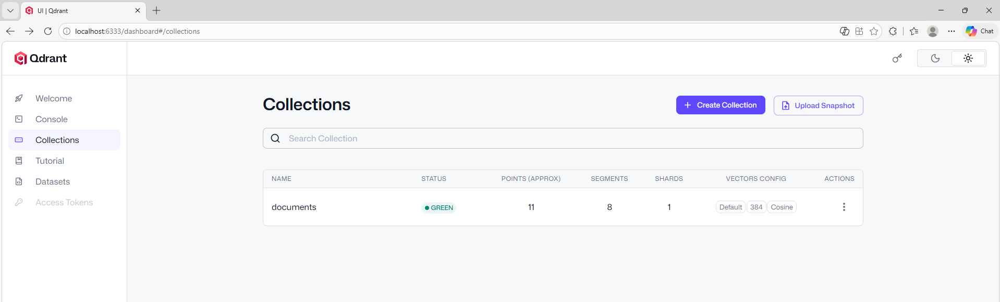 UI | Qdrant
localhost:6333/dashboard#/collections
Chat
Qdrant
Welcome
Console
Collections
Tutorial
Datasets
Access Tokens
Collections
Create Collection
Upload Snapshot
Search Collection
NAME STATUS POINTS (APPROX) SEGMENTS SHARDS VECTORS CONFIG ACTIONS
documents GREEN 11 8 1 Default 384 Cosine